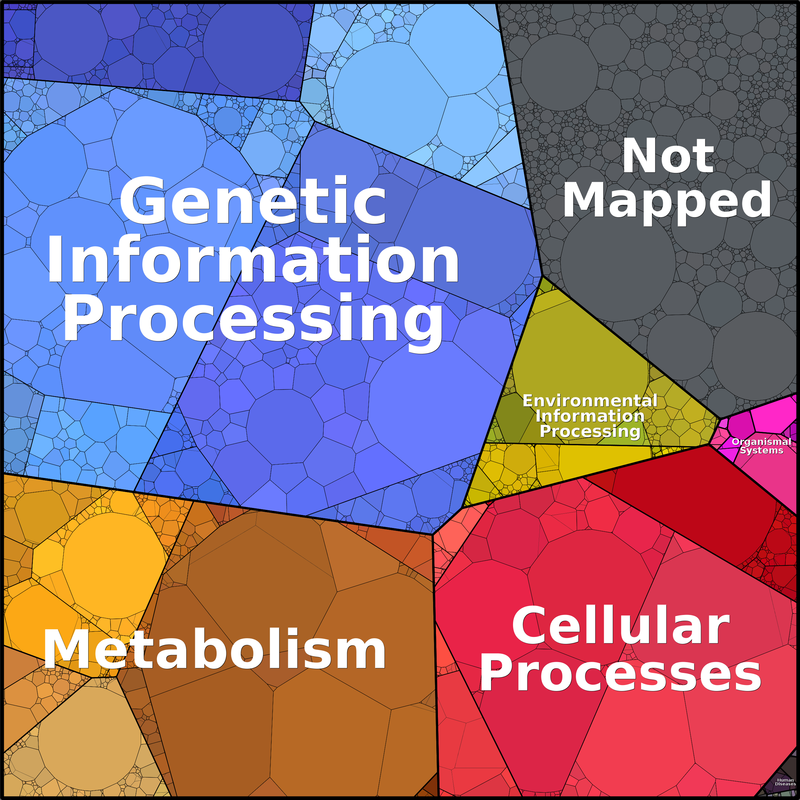 Genetic
Information
Processing
Not
Mapped
Environmental
Information
Processing
Organismal
Systems
Metabolism
Cellular
Processes
Human
Diseases